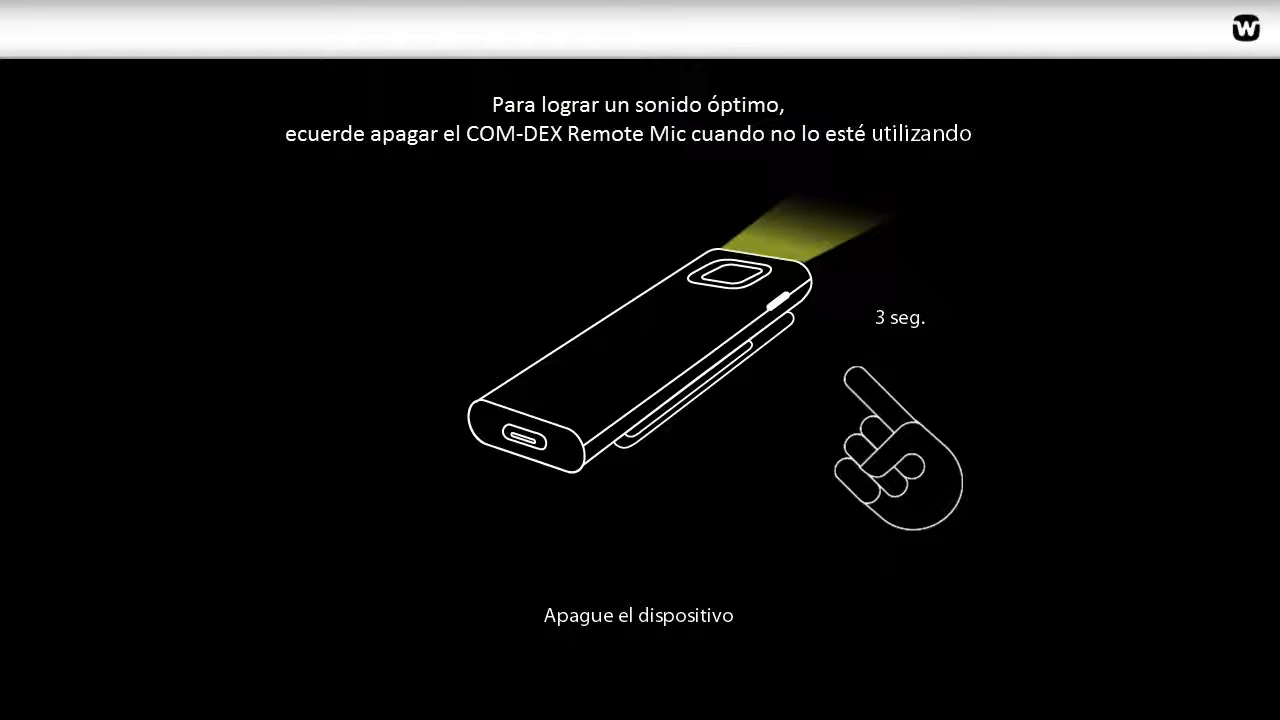 Para lograr un sonido óptimo,
ecuerde apagar el COM-DEX Remote Mic cuando no lo esté utilizando
3 seg.
Apague el dispositivo